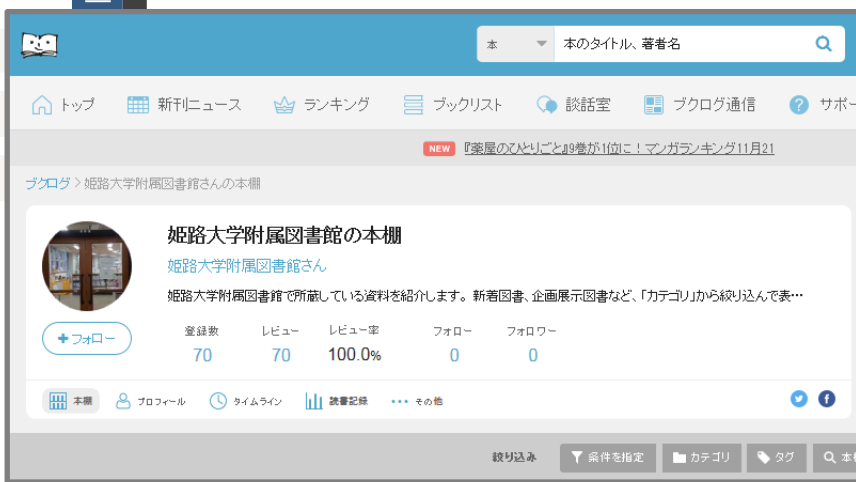 本 本のタイトル、著者名
トップ 新刊ニュース ランキング ブックリスト 談話室 ブクログ通信 サポー
NEW 『薬屋のひとりごと』9巻が1位に！マンガランキング11月21
ブクログ > 姫路大学附属図書館さんの本棚
姫路大学附属図書館の本棚
姫路大学附属図書館さん
姫路大学附属図書館で所蔵している資料を紹介します。新着図書、企画展示図書など、「カテゴリ」から絞り込んで表…
+フォロー
登録数 レビュー レビュー率 フォロー フォロワー
70 70 100.0% 0 0
本棚 プロフィール タイムライン 読書記録 その他
絞り込み 条件を指定 カテゴリ タグ 本棚